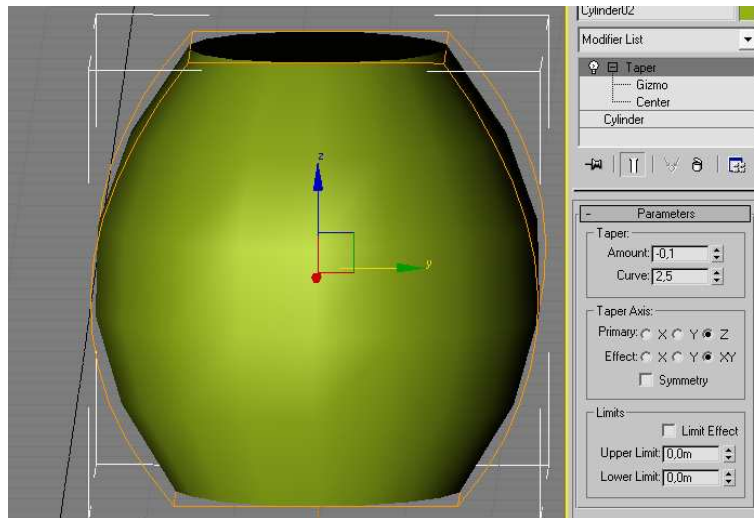 Cylinder02
Modifier List
Taper
Gizmo
Center
Cylinder
z
y
- Parameters
Taper:
Amount: -0,1
Curve: 2,5
Taper Axis:
Primary: X Y Z
Effect: X Y XY
Symmetry
Limits
Limit Effect
Upper Limit: 0,0m
Lower Limit: 0,0m